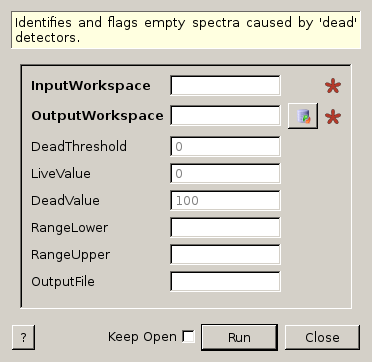 Identifies and flags empty spectra caused by 'dead'
detectors.
InputWorkspace
OutputWorkspace
DeadThreshold 0
LiveValue 0
DeadValue 100
RangeLower
RangeUpper
OutputFile
? Keep Open Run Close